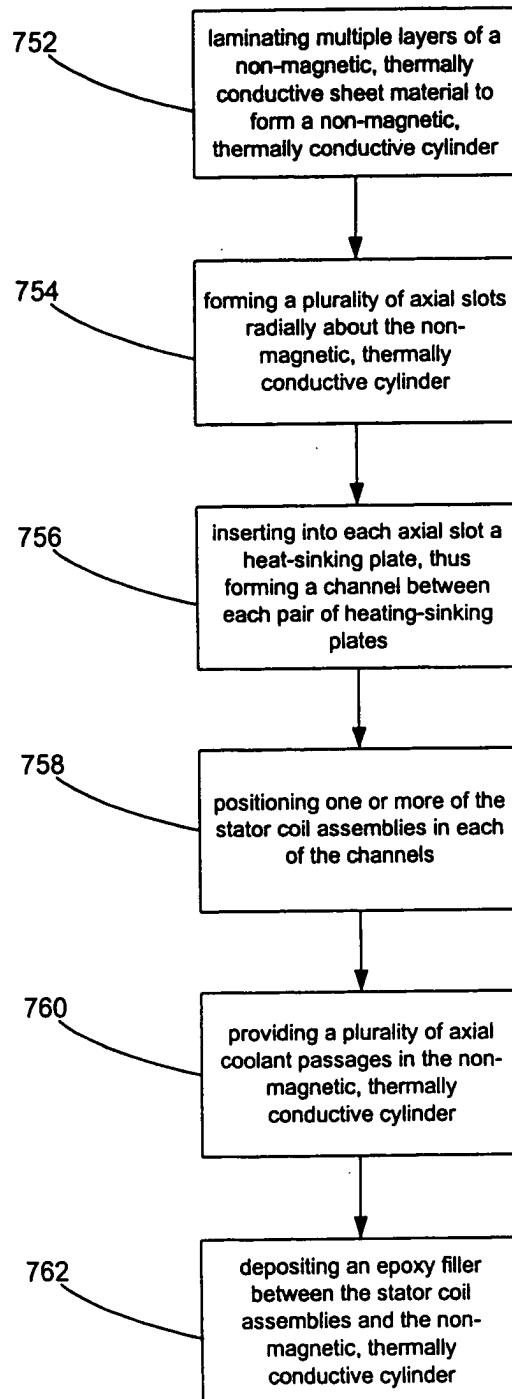 752
laminating multiple layers of a
non-magnetic, thermally
conductive sheet material to
form a non-magnetic,
thermally conductive cylinder
754
forming a plurality of axial slots
radially about the non-
magnetic, thermally
conductive cylinder
756
inserting into each axial slot a
heat-sinking plate, thus
forming a channel between
each pair of heating-sinking
plates
758
positioning one or more of the
stator coil assemblies in each
of the channels
760
providing a plurality of axial
coolant passages in the non-
magnetic, thermally
conductive cylinder
762
depositing an epoxy filler
between the stator coil
assemblies and the non-
magnetic, thermally
conductive cylinder